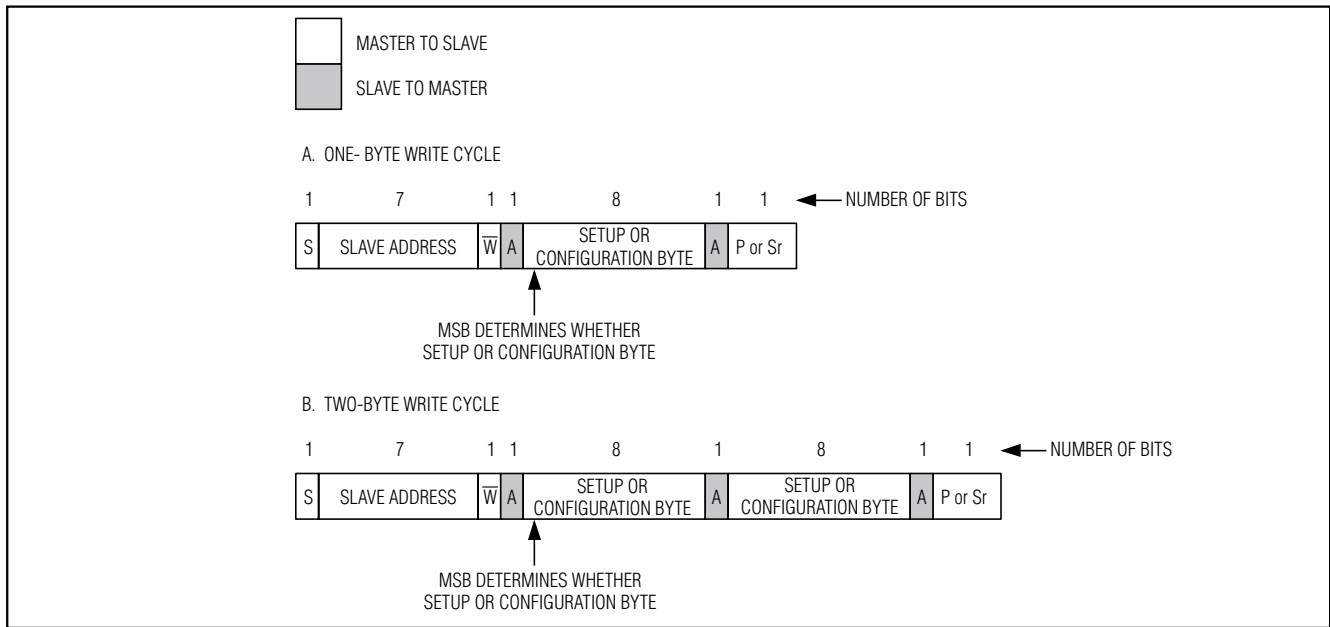 MASTER TO SLAVE
SLAVE TO MASTER
A. ONE- BYTE WRITE CYCLE
1 7 1 1 8 1 1 NUMBER OF BITS
S SLAVE ADDRESS W̅ A SETUP OR
CONFIGURATION BYTE A P or Sr
MSB DETERMINES WHETHER
SETUP OR CONFIGURATION BYTE
B. TWO-BYTE WRITE CYCLE
1 7 1 1 8 1 8 1 1 NUMBER OF BITS
S SLAVE ADDRESS W̅ A SETUP OR
CONFIGURATION BYTE A SETUP OR
CONFIGURATION BYTE A P or Sr
MSB DETERMINES WHETHER
SETUP OR CONFIGURATION BYTE